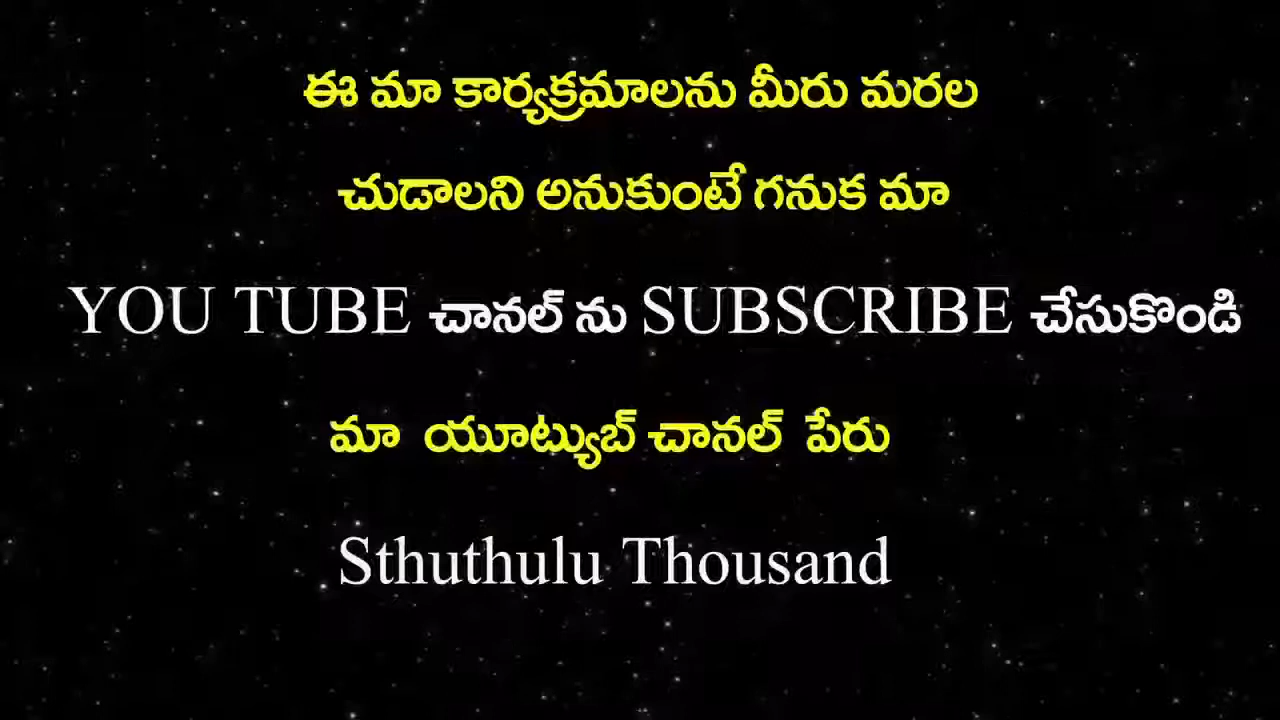 ఈ మా కార్యక్రమాలను మీరు మరల
చుడాలని అనుకుంటే గనుక మా
YOU TUBE చానల్ ను SUBSCRIBE చేసుకొండి
మా యూట్యుబ్ చానల్ పేరు
Sthuthulu Thousand